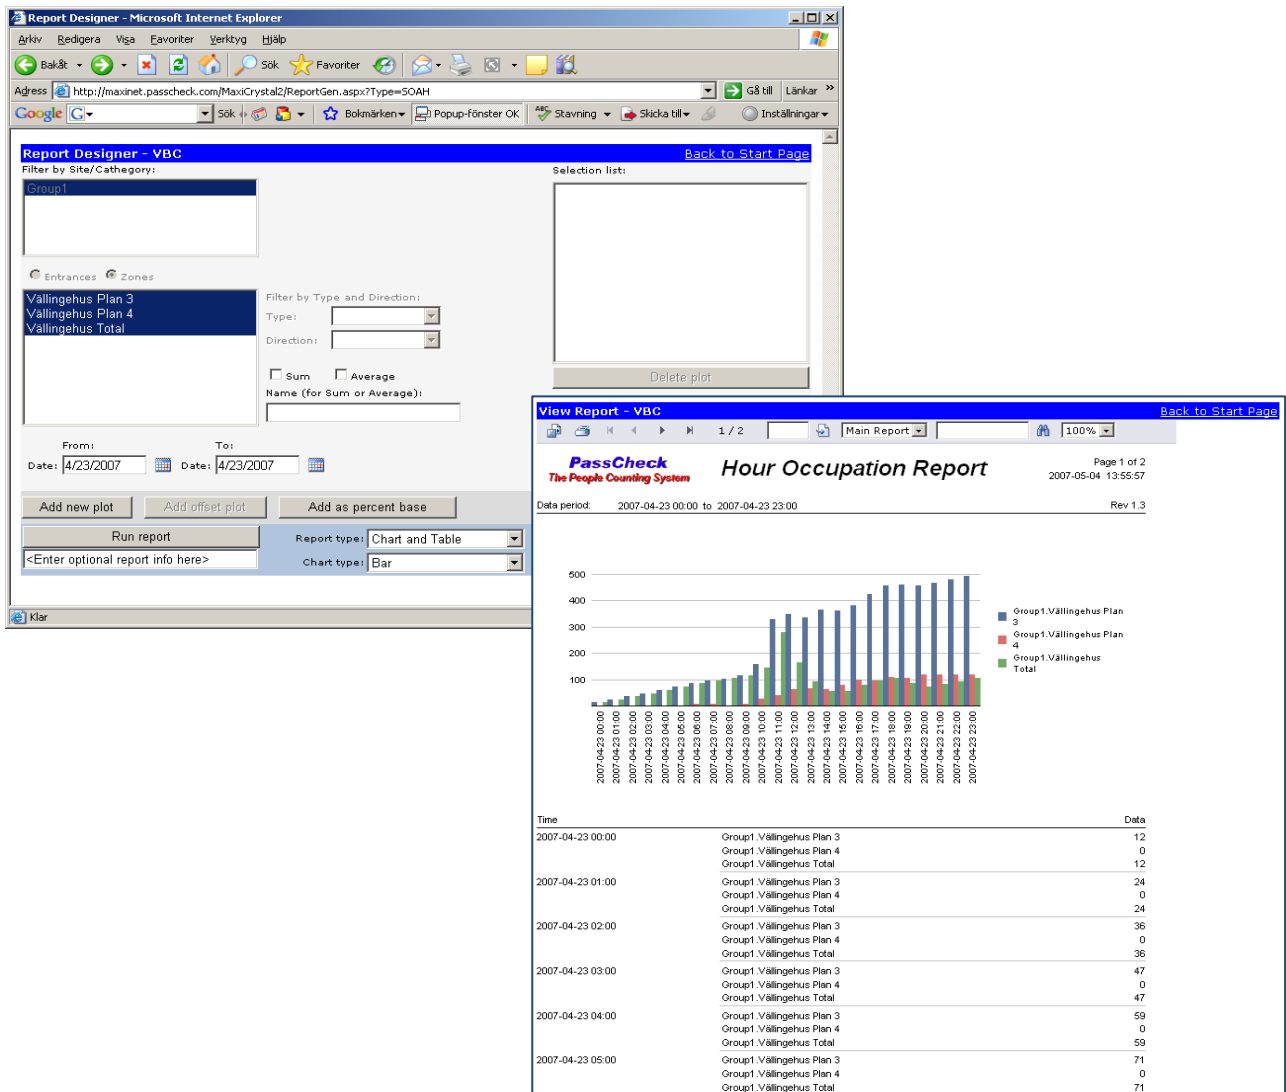 Report Designer - Microsoft Internet Explorer
Arkiv Redigera Visa Favoriter Verktyg Hjälp
Bakåt Sök Favoriter
Adress http://maxinet.passcheck.com/MaxiCrystal2/ReportGen.aspx?Type=SOAH Gå till Länkar »
Google G Sök Bokmärken Popup-fönster OK ABC Stavning Skicka till Inställningar
Report Designer - VBC Back to Start Page
Filter by Site/Cathegory: Selection list:
Group1
Entrances Zones
Vällingehus Plan 3
Vällingehus Plan 4
Vällingehus Total
Filter by Type and Direction:
Type:
Direction:
Sum Average
Name (for Sum or Average):
Delete plot
From: To:
Date: 4/23/2007 Date: 4/23/2007
Add new plot Add offset plot Add as percent base
Run report Report type: Chart and Table
<Enter optional report info here> Chart type: Bar
Klar
View Report - VBC Back to Start Page
1 / 2 Main Report 100%
PassCheck
The People Counting System
Hour Occupation Report
Page 1 of 2
2007-05-04 13:55:57
Data period: 2007-04-23 00:00 to 2007-04-23 23:00 Rev 1.3
500
400
300
200
100
Group1.Vällingehus Plan
3
Group1.Vällingehus Plan
4
Group1.Vällingehus
Total
2007-04-23 00:00
2007-04-23 01:00
2007-04-23 02:00
2007-04-23 03:00
2007-04-23 04:00
2007-04-23 05:00
2007-04-23 06:00
2007-04-23 07:00
2007-04-23 08:00
2007-04-23 09:00
2007-04-23 10:00
2007-04-23 11:00
2007-04-23 12:00
2007-04-23 13:00
2007-04-23 14:00
2007-04-23 15:00
2007-04-23 16:00
2007-04-23 17:00
2007-04-23 18:00
2007-04-23 19:00
2007-04-23 20:00
2007-04-23 21:00
2007-04-23 22:00
2007-04-23 23:00
Time Data
2007-04-23 00:00 Group1.Vällingehus Plan 3 12
Group1.Vällingehus Plan 4 0
Group1.Vällingehus Total 12
2007-04-23 01:00 Group1.Vällingehus Plan 3 24
Group1.Vällingehus Plan 4 0
Group1.Vällingehus Total 24
2007-04-23 02:00 Group1.Vällingehus Plan 3 36
Group1.Vällingehus Plan 4 0
Group1.Vällingehus Total 36
2007-04-23 03:00 Group1.Vällingehus Plan 3 47
Group1.Vällingehus Plan 4 0
Group1.Vällingehus Total 47
2007-04-23 04:00 Group1.Vällingehus Plan 3 59
Group1.Vällingehus Plan 4 0
Group1.Vällingehus Total 59
2007-04-23 05:00 Group1.Vällingehus Plan 3 71
Group1.Vällingehus Plan 4 0
Group1.Vällingehus Total 71